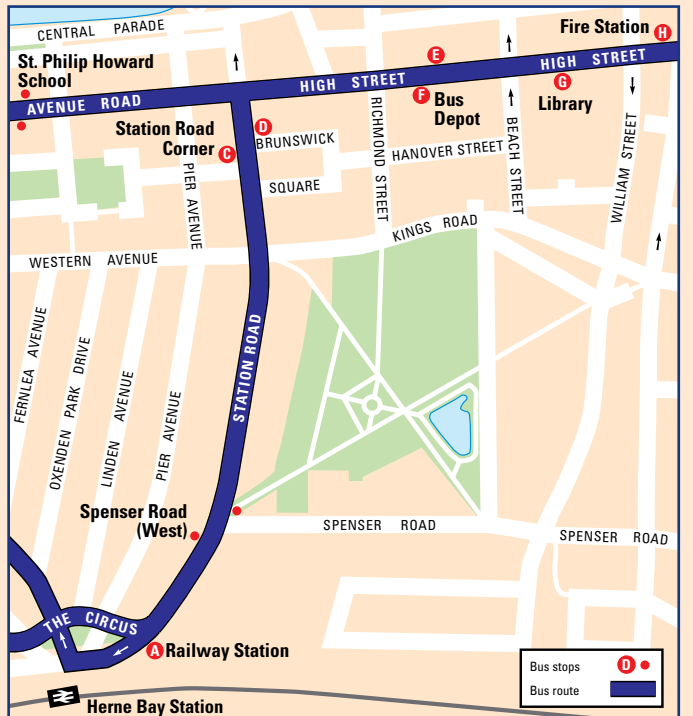 CENTRAL PARADE
Fire Station
H
St. Philip Howard
School
E
HIGH STREET
HIGH STREET
G
AVENUE ROAD
F
Bus
Depot
Library
Station Road
Corner
C
D
BRUNSWICK
SQUARE
HANOVER STREET
RICHMOND STREET
BEACH STREET
WILLIAM STREET
PIER AVENUE
KINGS ROAD
WESTERN AVENUE
STATION ROAD
FERNLEA AVENUE
OXENDEN PARK DRIVE
LINDEN AVENUE
PIER AVENUE
Spenser Road
(West)
SPENSER ROAD
SPENSER ROAD
THE CIRCUS
A
Railway Station
Herne Bay Station
Bus stops
D
Bus route